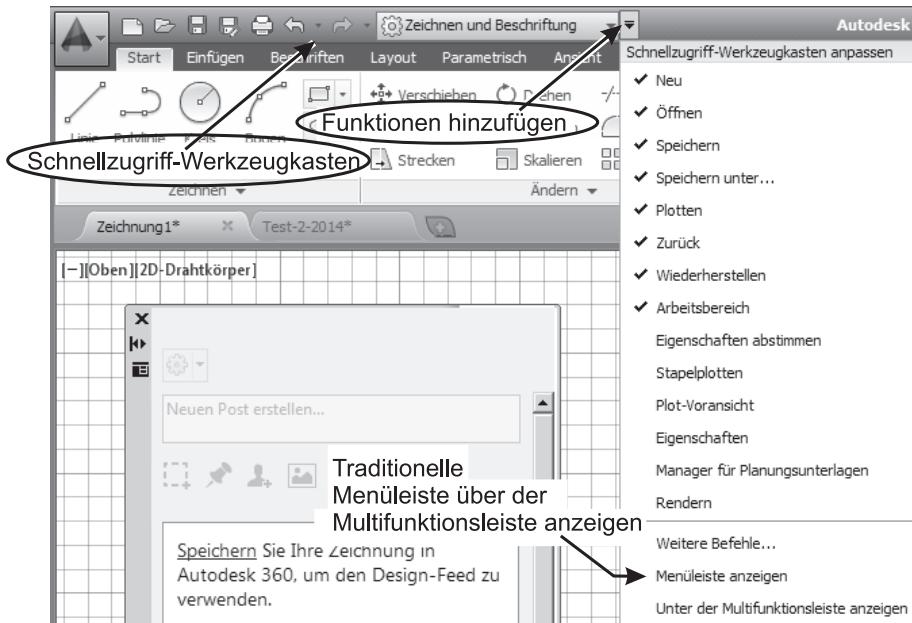 Zeichnen und Beschriftung
Autodesk
Start Einfügen Beschriften Layout Parametrisch Ansicht
Schnellzugriff-Werkzeugkasten anpassen
Verschieben Drehen
Funktionen hinzufügen
Linie Polylinie Kreis Bogen
Schnellzugriff-Werkzeugkasten
Strecken Skalieren
Zeichnen Ändern
Zeichnung1* Test-2-2014*
[−][Oben][2D-Drahtkörper]
Neuen Post erstellen...
Traditionelle
Menüleiste über der
Multifunktionsleiste anzeigen
Speichern Sie Ihre Zeichnung in
Autodesk 360, um den Design-Feed zu
verwenden.
Neu
Öffnen
Speichern
Speichern unter...
Plotten
Zurück
Wiederherstellen
Arbeitsbereich
Eigenschaften abstimmen
Stapelplotten
Plot-Voransicht
Eigenschaften
Manager für Planungsunterlagen
Rendern
Weitere Befehle...
Menüleiste anzeigen
Unter der Multifunktionsleiste anzeigen